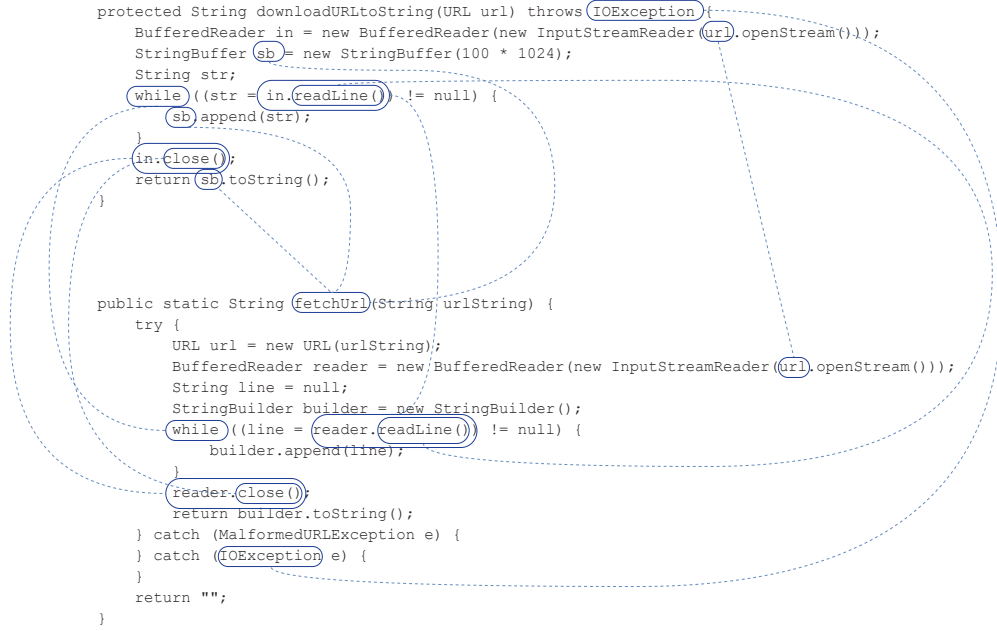 protected String downloadURLtoString(URL url) throws IOException {
    BufferedReader in = new BufferedReader(new InputStreamReader(url.openStream()));
    StringBuffer sb = new StringBuffer(100 * 1024);
    String str;
    while ((str = in.readLine()) != null) {
        sb.append(str);
    }
    in.close();
    return sb.toString();
}
public static String fetchUrl(String urlString) {
    try {
        URL url = new URL(urlString);
        BufferedReader reader = new BufferedReader(new InputStreamReader(url.openStream()));
        String line = null;
        StringBuilder builder = new StringBuilder();
        while ((line = reader.readLine()) != null) {
            builder.append(line);
        }
        reader.close();
        return builder.toString();
    } catch (MalformedURLException e) {
    } catch (IOException e) {
    }
    return "";
}